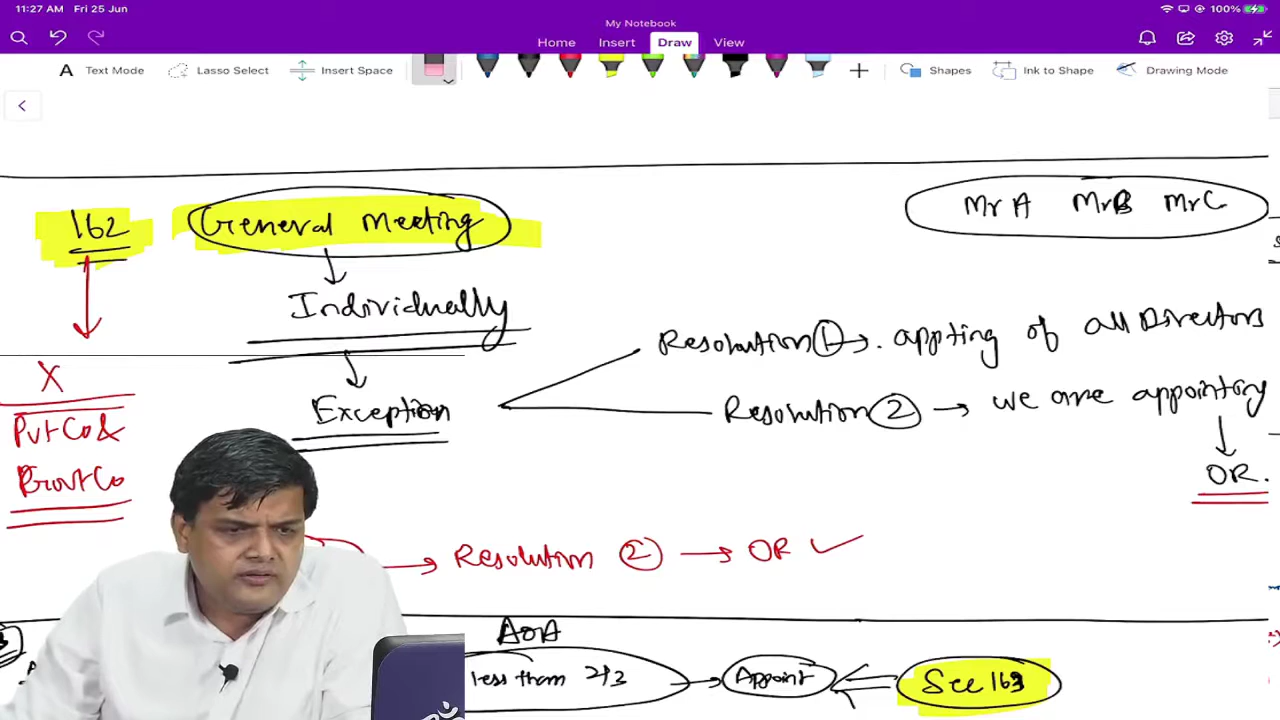 11:27 AM Fri 25 Jun
100%
My Notebook
Home Insert Draw View
Text Mode Lasso Select Insert Space Shapes Ink to Shape Drawing Mode
162 General Meeting
Mr A Mr B Mr C
Individually
Resolution 1 → appting of all Directors
X
Exception
Resolution 2 → we are appointing
Pvt Co &
OR.
Govt Co
→ Resolution 2 → OR ✓
AOA
less than 2/3 → Appoint
Sec 163